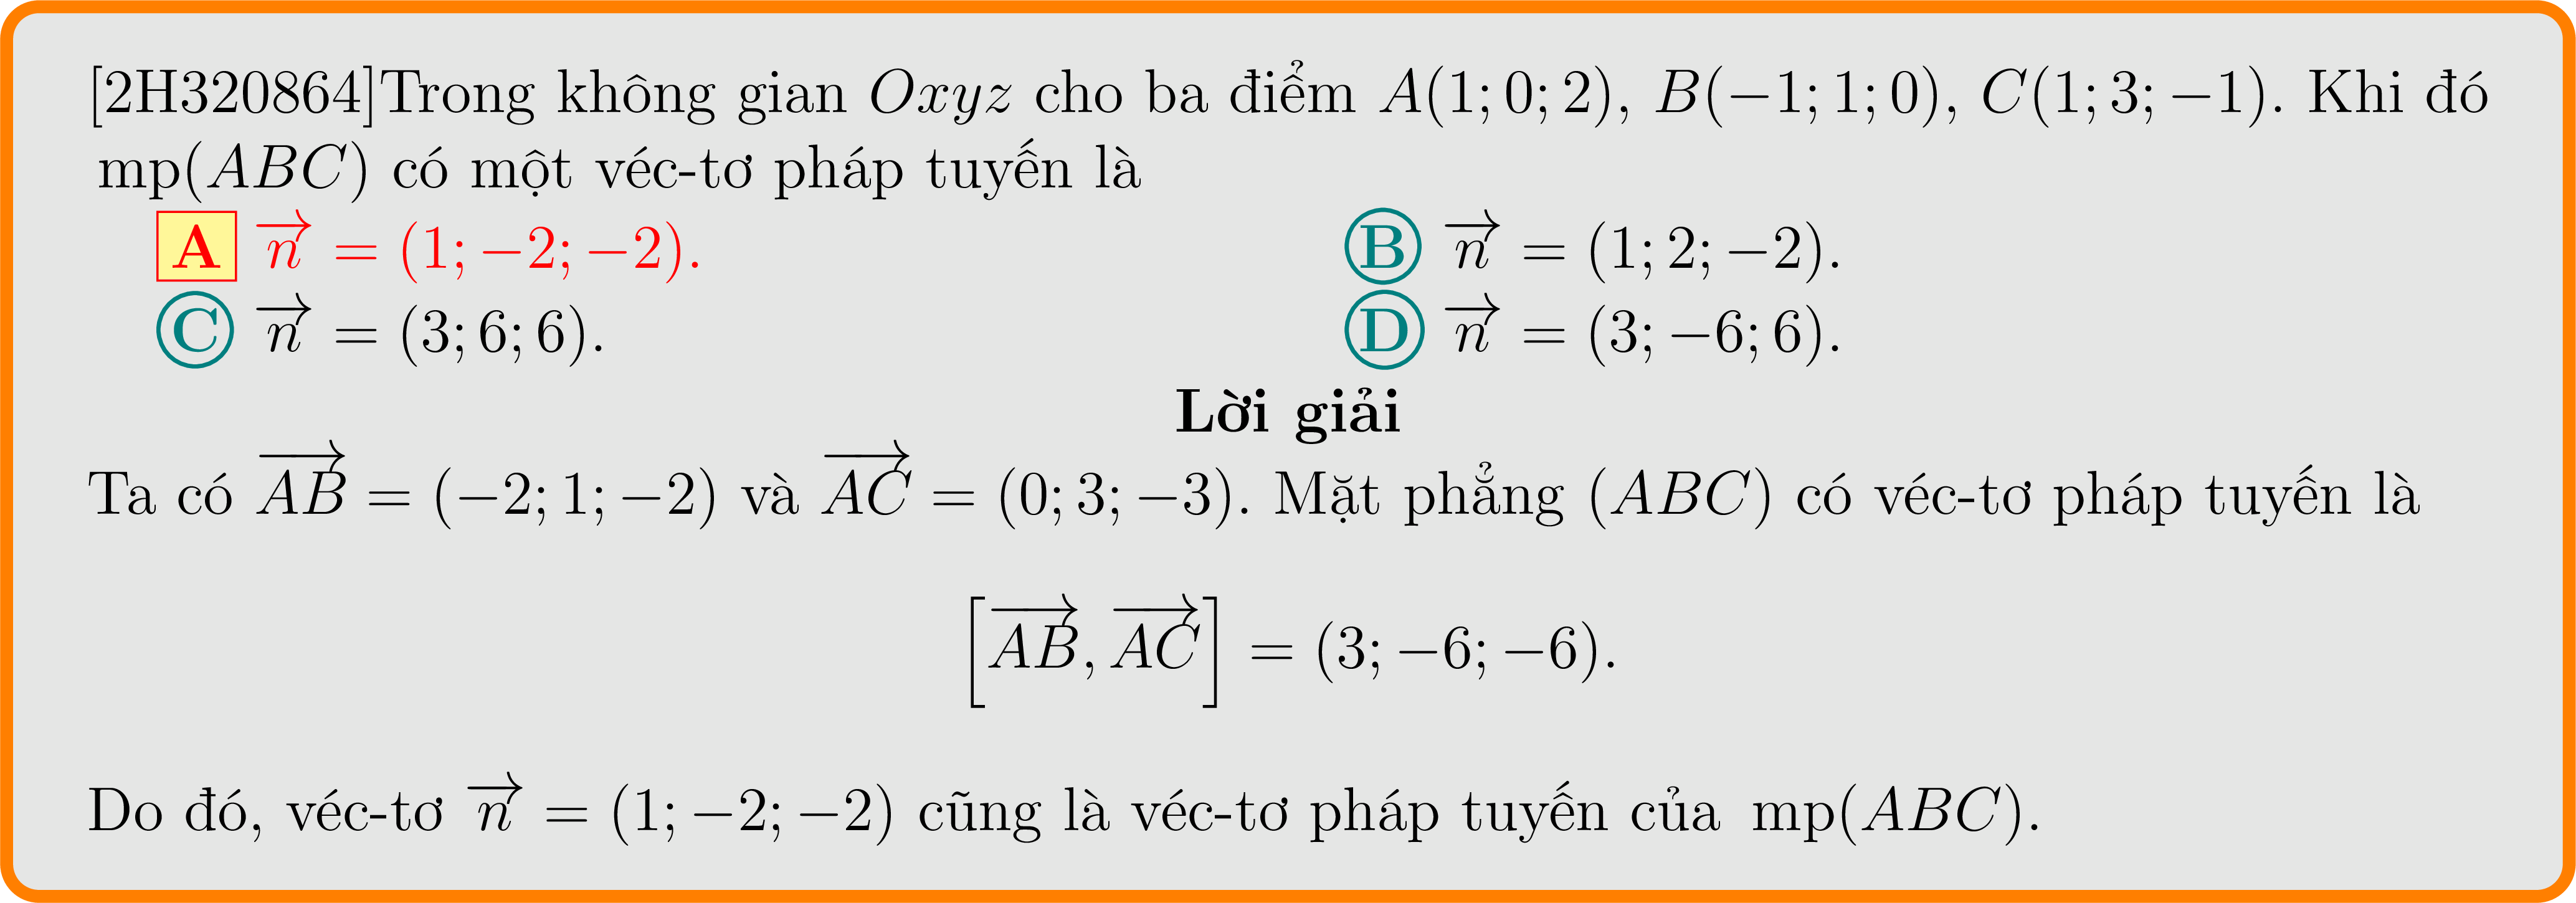 [2H320864]Trong không gian Oxyz cho ba điểm A(1; 0; 2), B(−1; 1; 0), C(1; 3; −1). Khi đó
mp(ABC) có một véc-tơ pháp tuyến là
A $\overrightarrow{n}$ = (1; −2; −2). B $\overrightarrow{n}$ = (1; 2; −2).
C $\overrightarrow{n}$ = (3; 6; 6). D $\overrightarrow{n}$ = (3; −6; 6).
Lời giải
Ta có $\overrightarrow{AB}$ = (−2; 1; −2) và $\overrightarrow{AC}$ = (0; 3; −3). Mặt phẳng (ABC) có véc-tơ pháp tuyến là
[$\overrightarrow{AB}$, $\overrightarrow{AC}$] = (3; −6; −6).
Do đó, véc-tơ $\overrightarrow{n}$ = (1; −2; −2) cũng là véc-tơ pháp tuyến của mp(ABC).